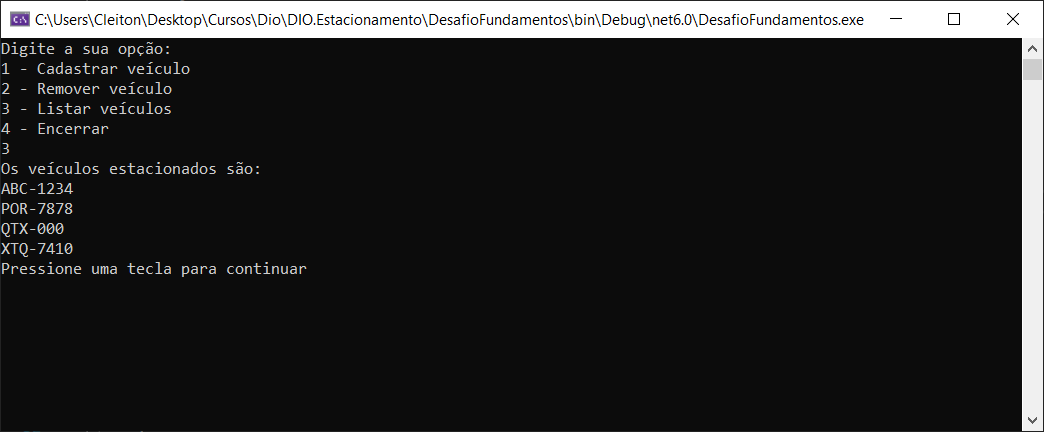 C:\Users\Cleiton\Desktop\Cursos\Dio\DIO.Estacionamento\DesafioFundamentos\bin\Debug\net6.0\DesafioFundamentos.exe
Digite a sua opção:
1 - Cadastrar veículo
2 - Remover veículo
3 - Listar veículos
4 - Encerrar
3
Os veículos estacionados são:
ABC-1234
POR-7878
QTX-000
XTQ-7410
Pressione uma tecla para continuar